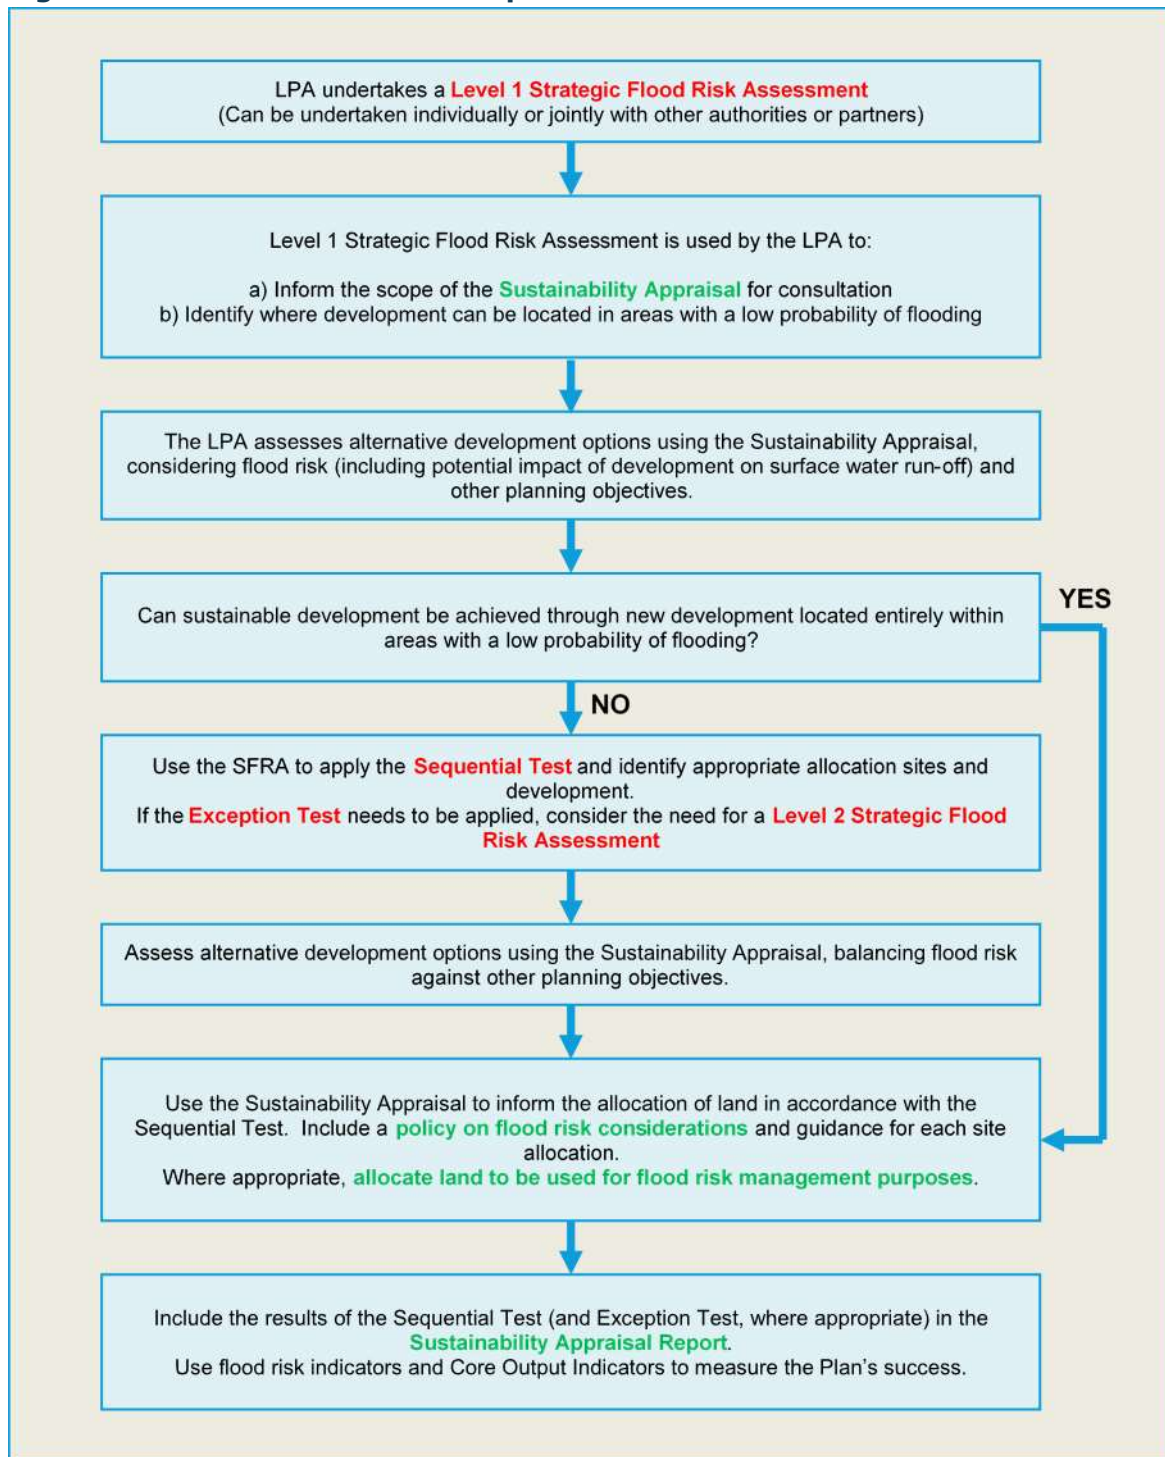 LPA undertakes a Level 1 Strategic Flood Risk Assessment
(Can be undertaken individually or jointly with other authorities or partners)
Level 1 Strategic Flood Risk Assessment is used by the LPA to:
a) Inform the scope of the Sustainability Appraisal for consultation
b) Identify where development can be located in areas with a low probability of flooding
The LPA assesses alternative development options using the Sustainability Appraisal,
considering flood risk (including potential impact of development on surface water run-off) and
other planning objectives.
Can sustainable development be achieved through new development located entirely within
areas with a low probability of flooding?
YES
NO
Use the SFRA to apply the Sequential Test and identify appropriate allocation sites and
development.
If the Exception Test needs to be applied, consider the need for a Level 2 Strategic Flood
Risk Assessment
Assess alternative development options using the Sustainability Appraisal, balancing flood risk
against other planning objectives.
Use the Sustainability Appraisal to inform the allocation of land in accordance with the
Sequential Test.  Include a policy on flood risk considerations and guidance for each site
allocation.
Where appropriate, allocate land to be used for flood risk management purposes.
Include the results of the Sequential Test (and Exception Test, where appropriate) in the
Sustainability Appraisal Report.
Use flood risk indicators and Core Output Indicators to measure the Plan's success.